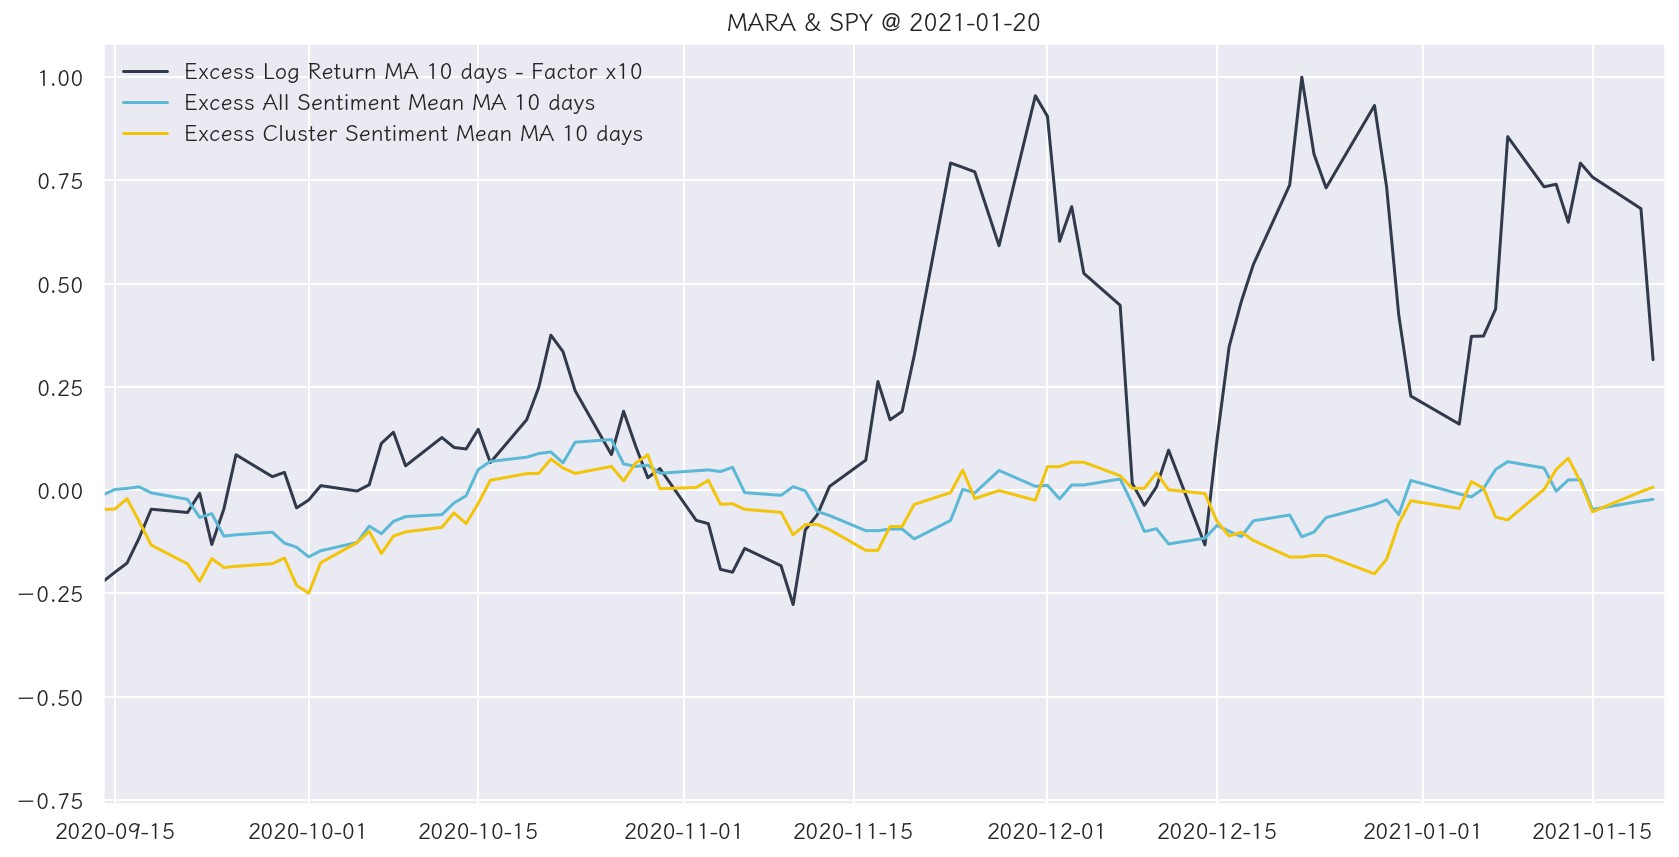 MARA & SPY @ 2021-01-20
Excess Log Return MA 10 days - Factor x10
Excess All Sentiment Mean MA 10 days
Excess Cluster Sentiment Mean MA 10 days
1.00
0.75
0.50
0.25
0.00
−0.25
−0.50
−0.75
2020-09-15 2020-10-01 2020-10-15 2020-11-01 2020-11-15 2020-12-01 2020-12-15 2021-01-01 2021-01-15